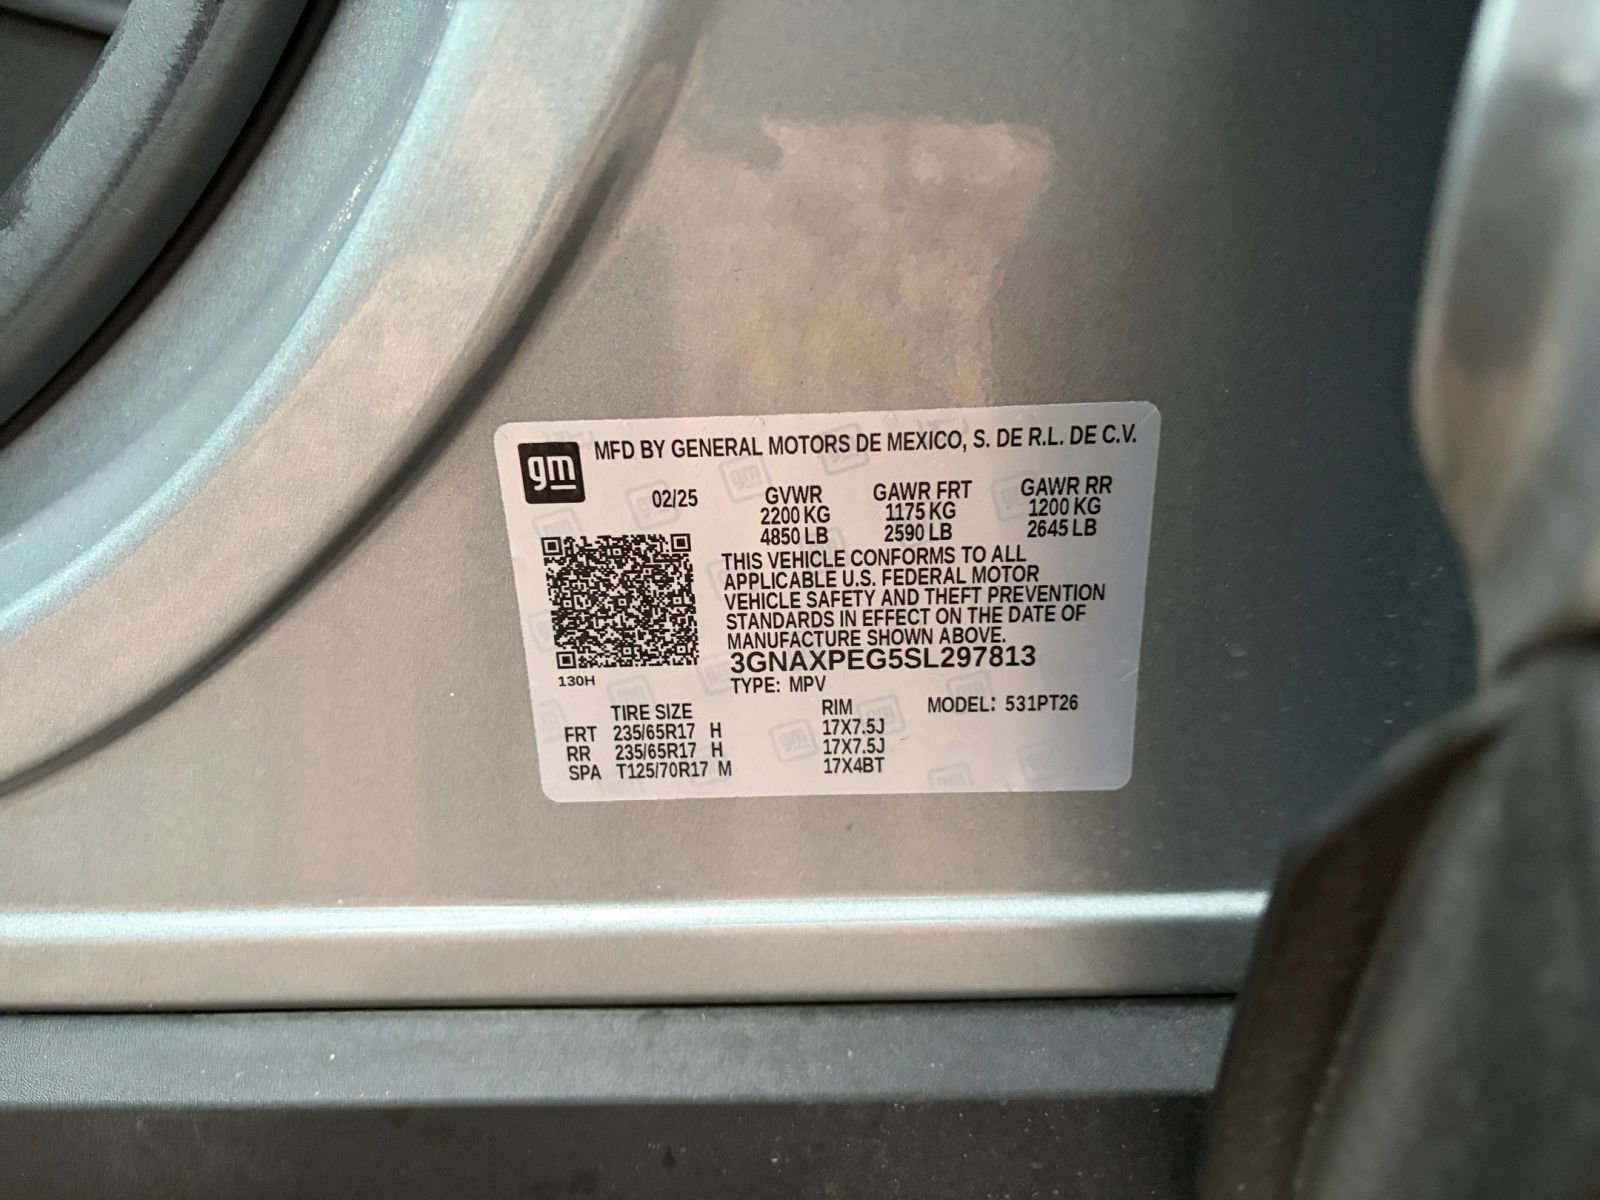 gm
MFD BY GENERAL MOTORS DE MEXICO, S. DE R.L. DE C.V.
02/25 GVWR GAWR FRT GAWR RR
2200 KG 1175 KG 1200 KG
4850 LB 2590 LB 2645 LB
THIS VEHICLE CONFORMS TO ALL
APPLICABLE U.S. FEDERAL MOTOR
VEHICLE SAFETY AND THEFT PREVENTION
STANDARDS IN EFFECT ON THE DATE OF
MANUFACTURE SHOWN ABOVE.
3GNAXPEG5SL297813
130H
TYPE: MPV
TIRE SIZE RIM MODEL: 531PT26
FRT 235/65R17 H 17X7.5J
RR 235/65R17 H 17X7.5J
SPA T125/70R17 M 17X4BT